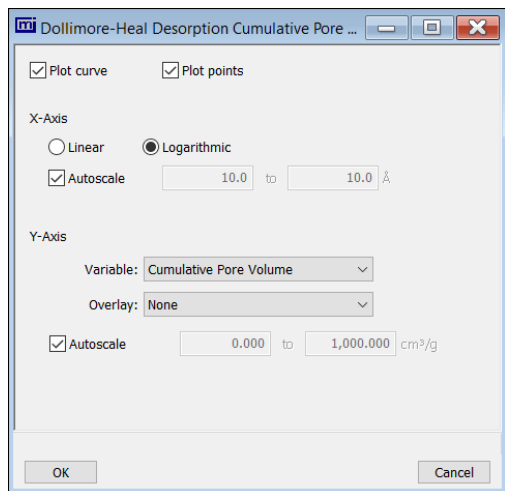 mi Dollimore-Heal Desorption Cumulative Pore ...
Plot curve Plot points
X-Axis
Linear Logarithmic
Autoscale 10.0 to 10.0 Å
Y-Axis
Variable: Cumulative Pore Volume
Overlay: None
Autoscale 0.000 to 1,000.000 cm³/g
OK Cancel